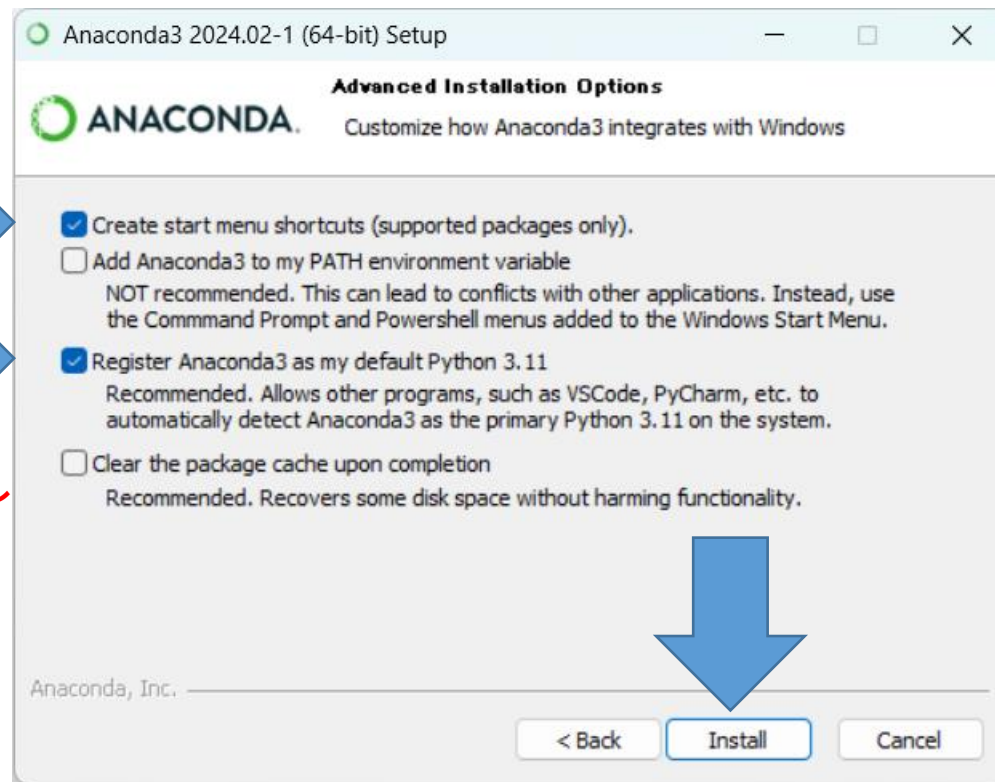 Anaconda3 2024.02-1 (64-bit) Setup
Advanced Installation Options
ANACONDA.
Customize how Anaconda3 integrates with Windows
Create start menu shortcuts (supported packages only).
Add Anaconda3 to my PATH environment variable
NOT recommended. This can lead to conflicts with other applications. Instead, use
the Commmand Prompt and Powershell menus added to the Windows Start Menu.
Register Anaconda3 as my default Python 3.11
Recommended. Allows other programs, such as VSCode, PyCharm, etc. to
automatically detect Anaconda3 as the primary Python 3.11 on the system.
Clear the package cache upon completion
Recommended. Recovers some disk space without harming functionality.
Anaconda, Inc.
< Back Install Cancel